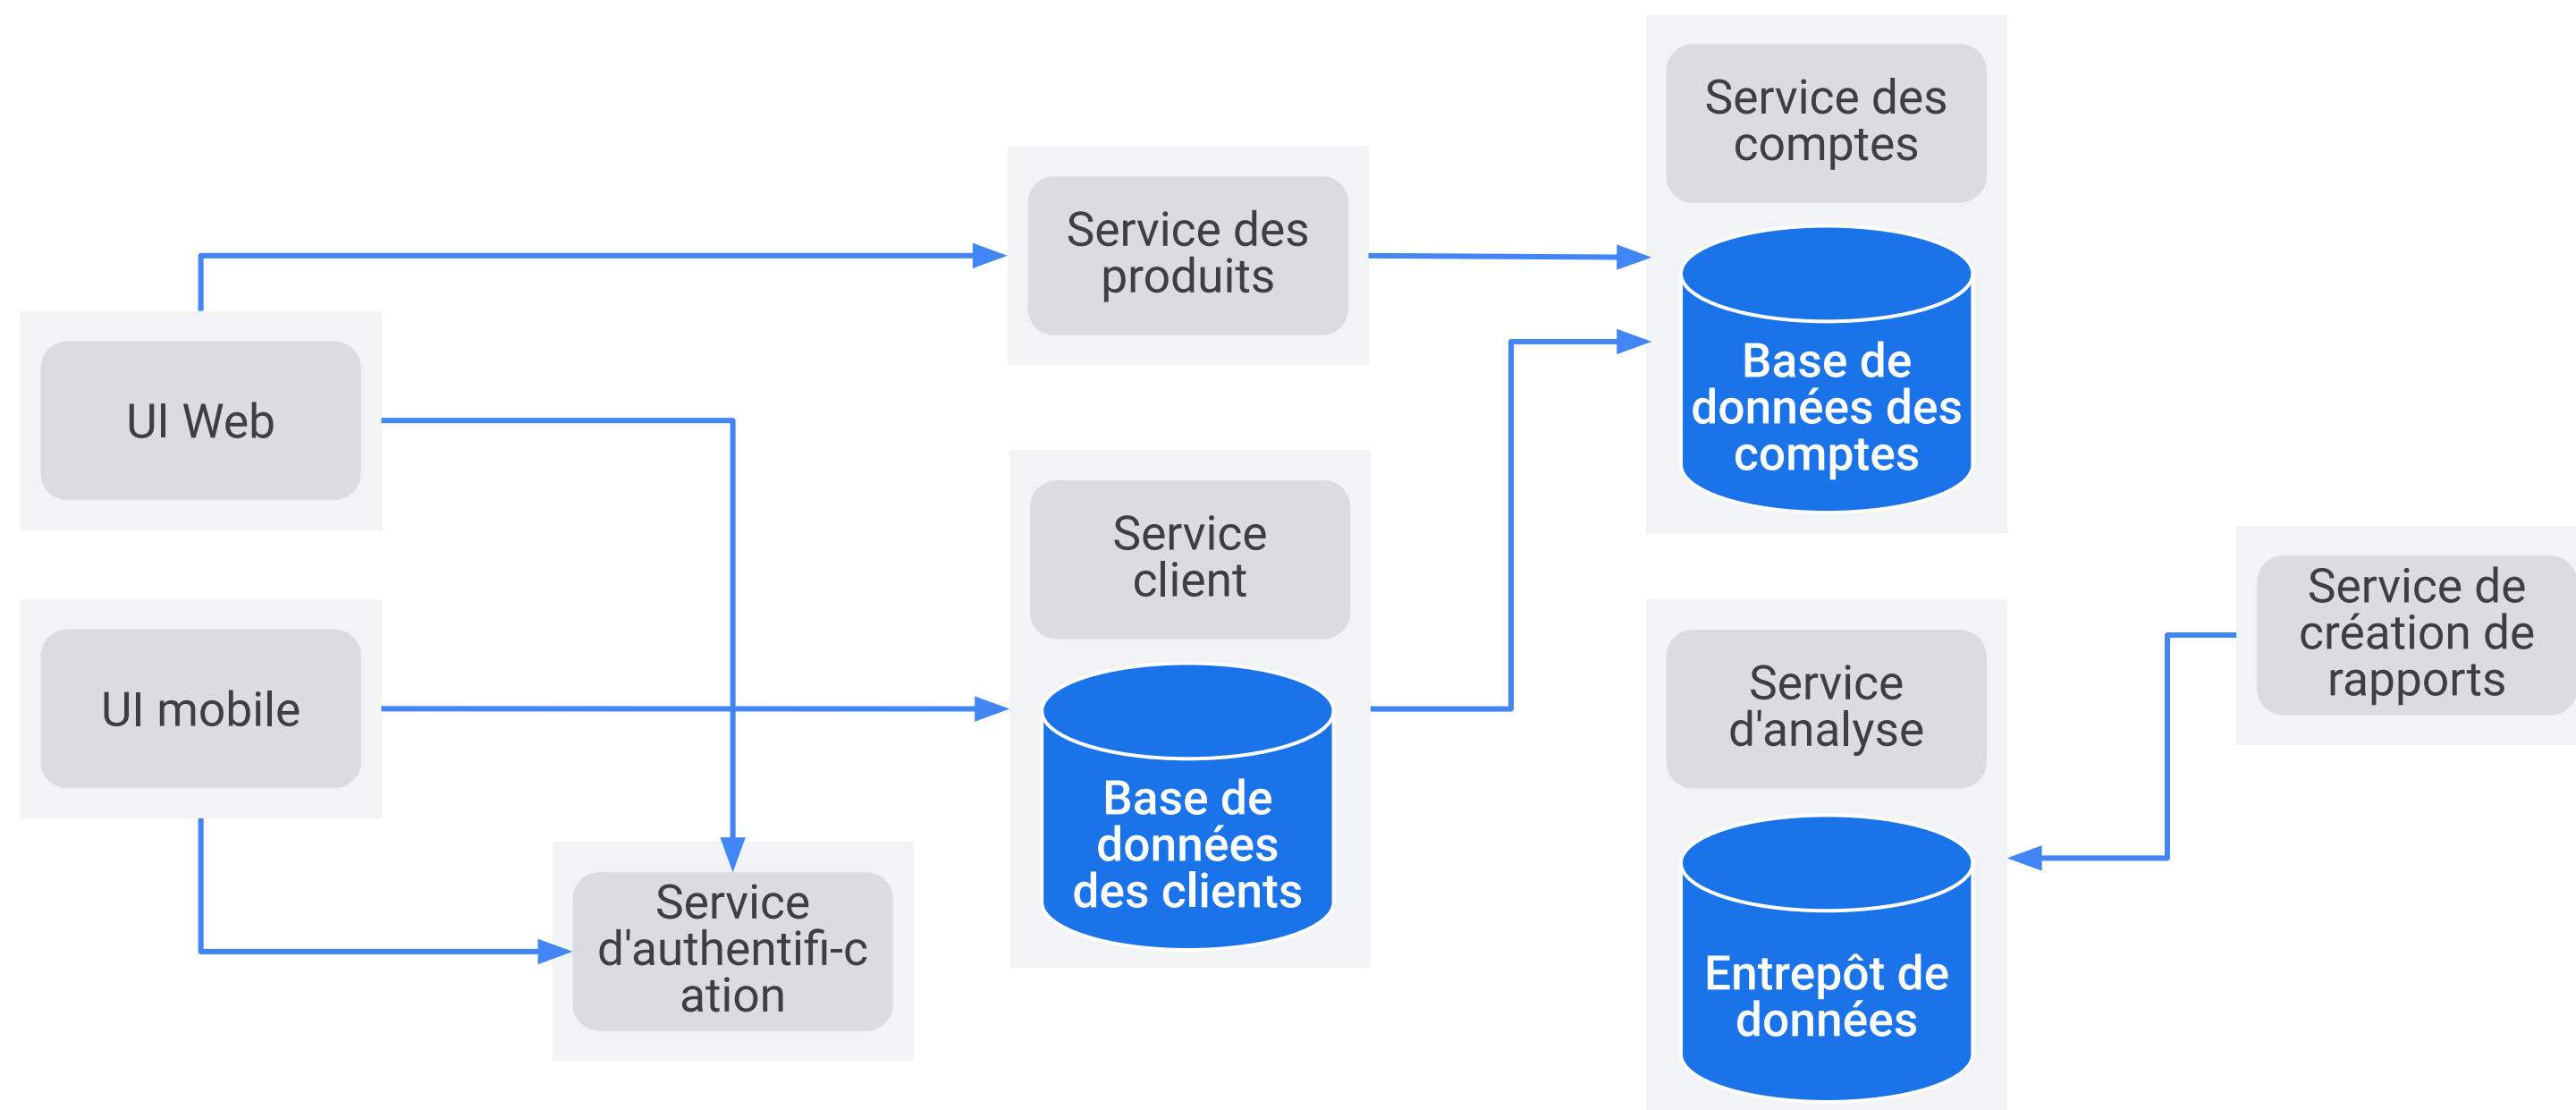 Service des
comptes
Service des
produits
UI Web
Base de
données des
comptes
Service
client
Service de
création de
rapports
UI mobile
Service
d'analyse
Base de
données
des clients
Service
d'authentifi-c
ation
Entrepôt de
données